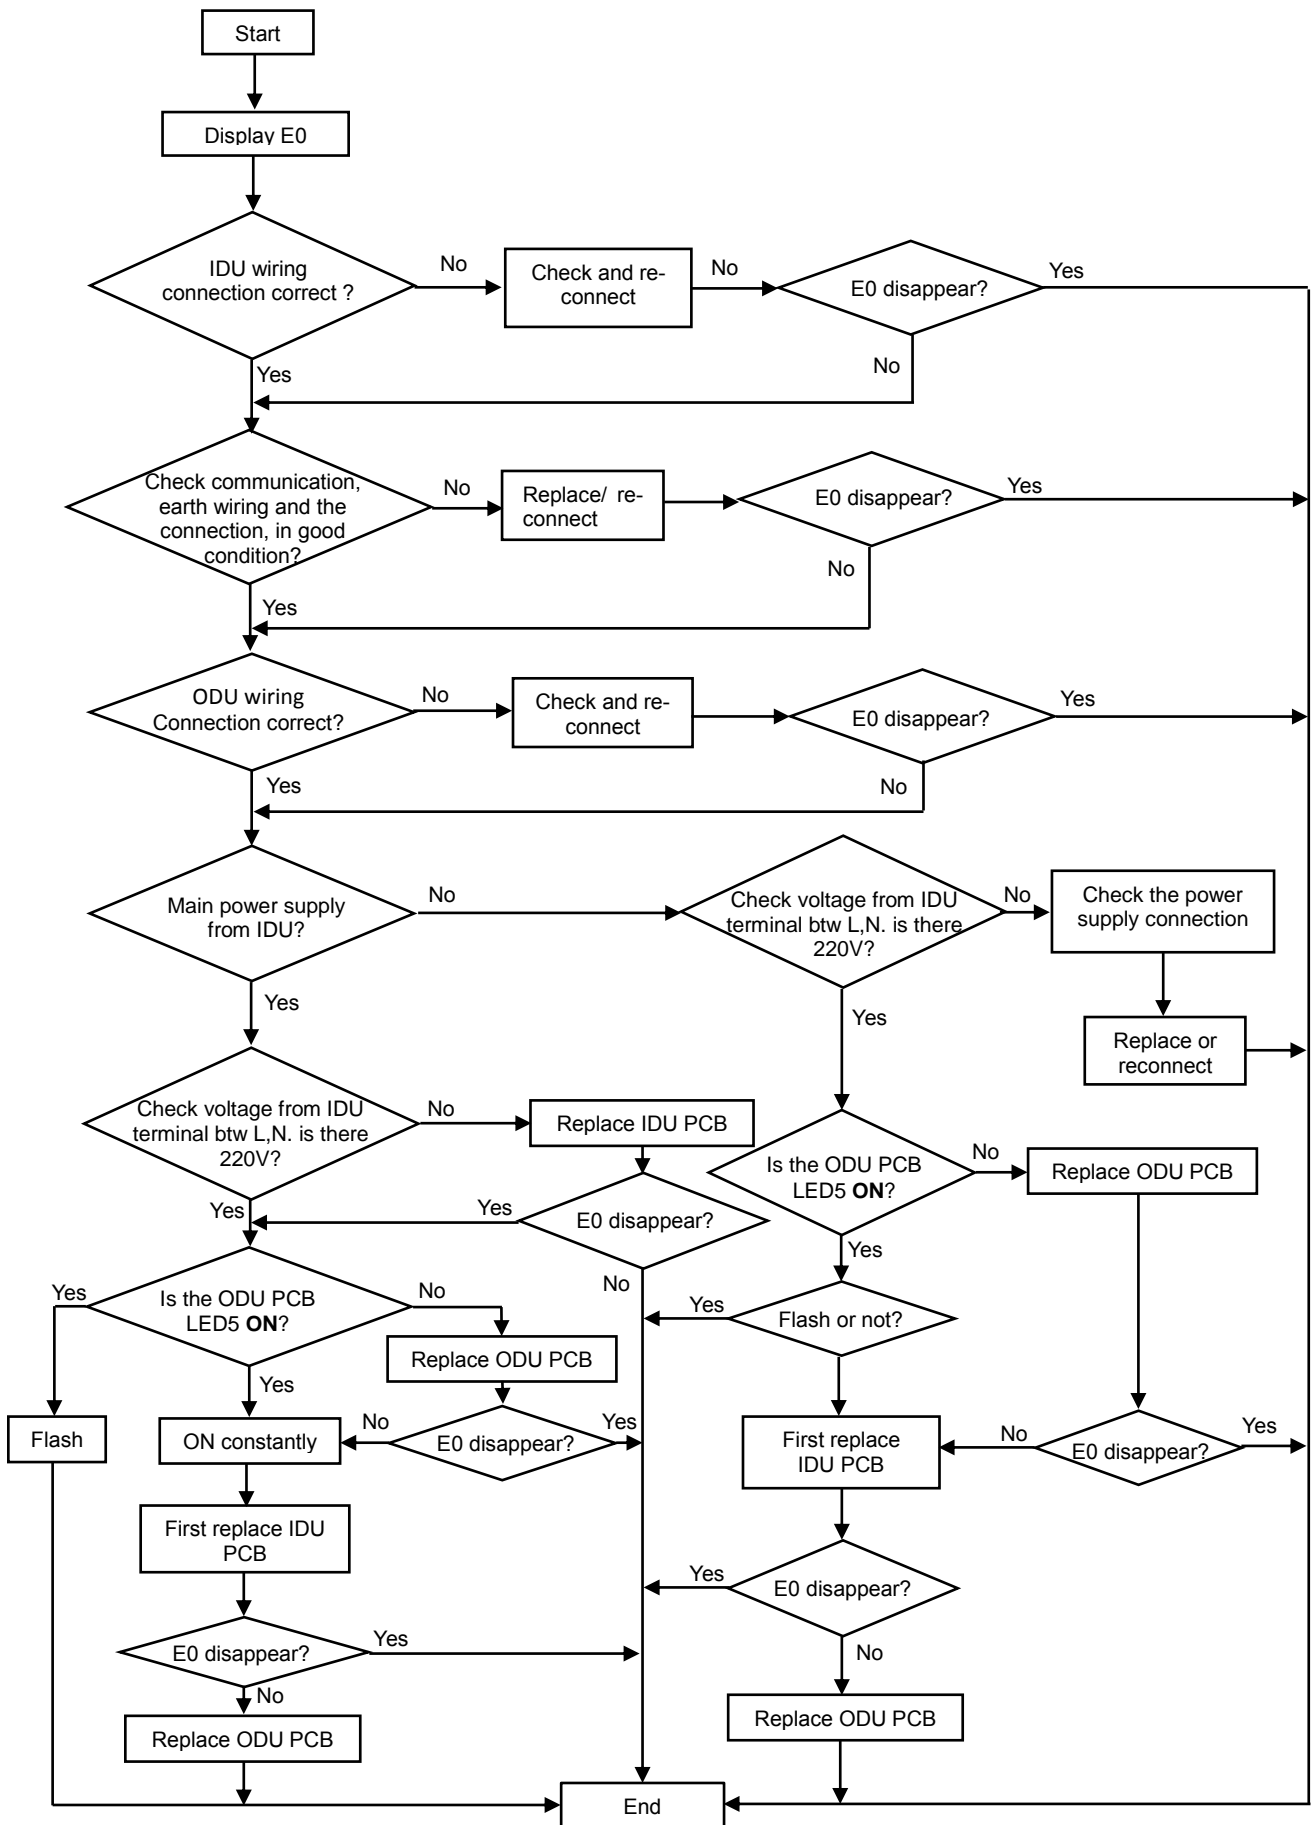 Start
Display E0
IDU wiring
connection correct ?
No
Check and re-
connect
No
E0 disappear?
Yes
No
Yes
Check communication,
earth wiring and the
connection, in good
condition?
No
Replace/ re-
connect
E0 disappear?
Yes
No
Yes
ODU wiring
Connection correct?
No
Check and re-
connect
E0 disappear?
Yes
No
Yes
Main power supply
from IDU?
No
Check voltage from IDU
terminal btw L,N. is there
220V?
No
Check the power
supply connection
Yes
Yes
Replace or
reconnect
Check voltage from IDU
terminal btw L,N. is there
220V?
No
Replace IDU PCB
Is the ODU PCB
LED5 ON?
No
Replace ODU PCB
Yes
Yes
E0 disappear?
Yes
No
Yes
Is the ODU PCB
LED5 ON?
No
Yes
Flash or not?
Replace ODU PCB
Yes
Flash
ON constantly
No
E0 disappear?
Yes
First replace
IDU PCB
No
E0 disappear?
Yes
First replace IDU
PCB
Yes
E0 disappear?
E0 disappear?
Yes
No
No
Replace ODU PCB
Replace ODU PCB
End